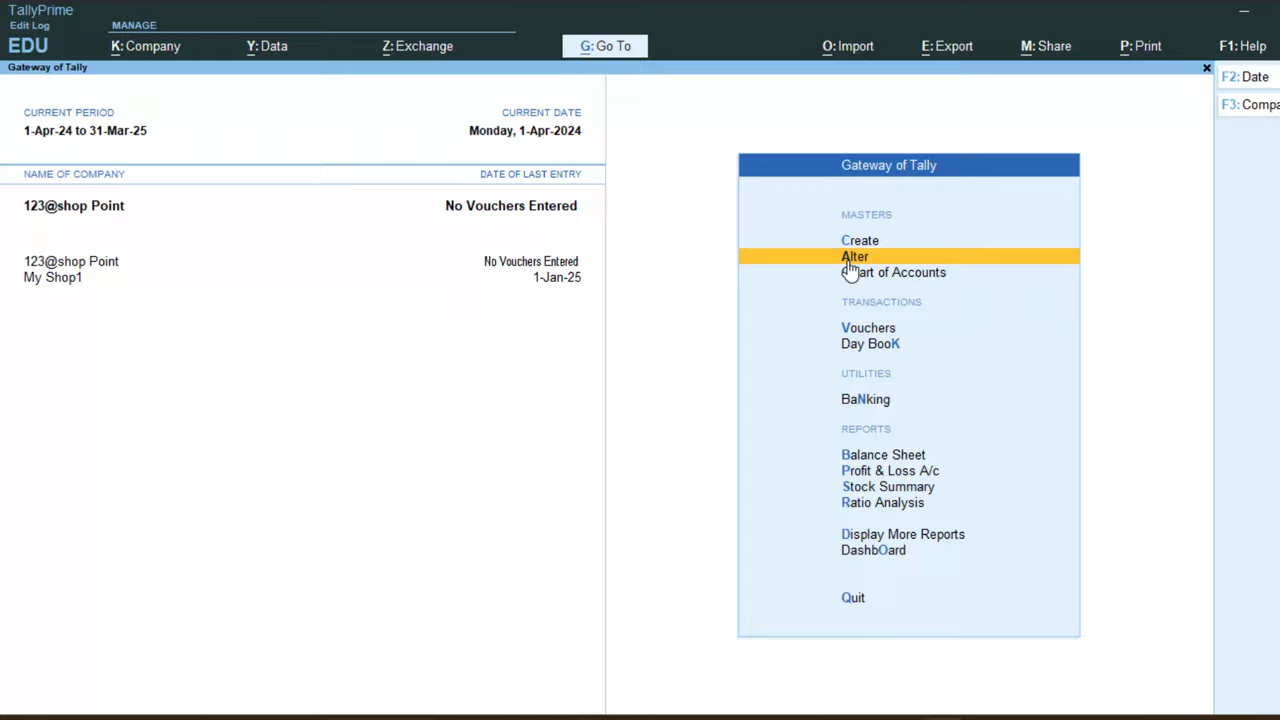 TallyPrime
Edit Log
EDU
MANAGE
K: Company
Y: Data
Z: Exchange
G: Go To
O: Import
E: Export
M: Share
P: Print
F1: Help
Gateway of Tally
F2: Date
F3: Compa
CURRENT PERIOD
CURRENT DATE
1-Apr-24 to 31-Mar-25
Monday, 1-Apr-2024
NAME OF COMPANY
DATE OF LAST ENTRY
123@shop Point
No Vouchers Entered
123@shop Point
No Vouchers Entered
My Shop1
1-Jan-25
Gateway of Tally
MASTERS
Create
Alter
of Accounts
TRANSACTIONS
Vouchers
Day BooK
UTILITIES
BaNking
REPORTS
Balance Sheet
Profit & Loss A/c
Stock Summary
Ratio Analysis
Display More Reports
DashbOard
Quit